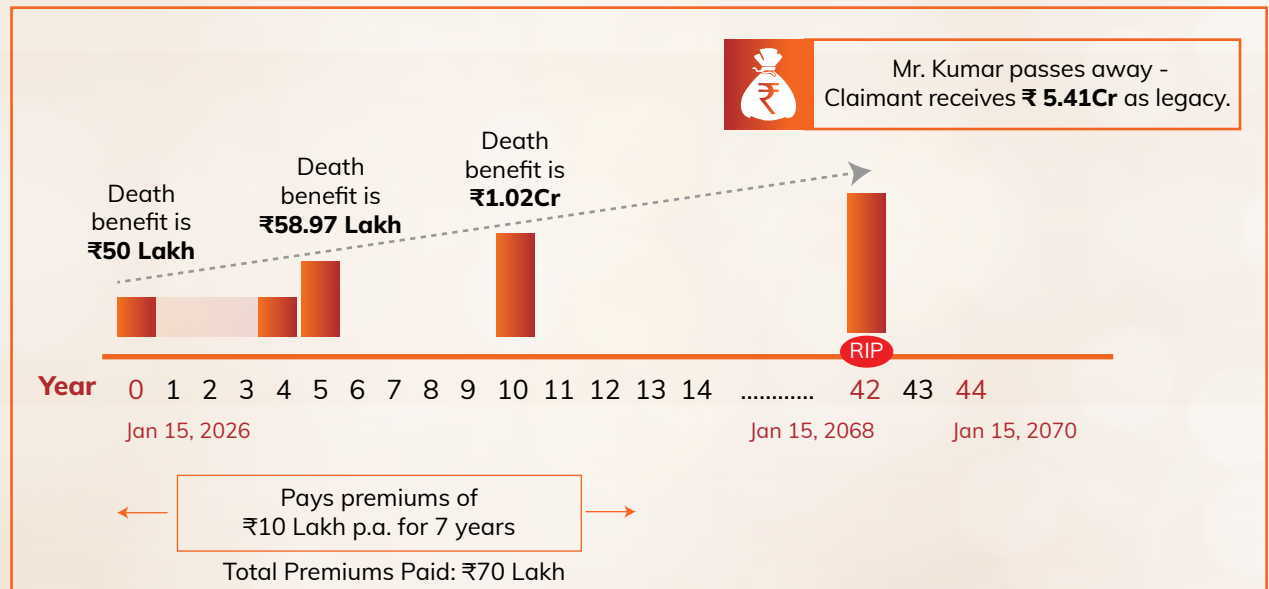 Mr. Kumar passes away -
Claimant receives ₹ 5.41Cr as legacy.
Death
benefit is
₹1.02Cr
Death
benefit is
₹58.97 Lakh
Death
benefit is
₹50 Lakh
₹
RIP
Year 0 1 2 3 4 5 6 7 8 9 10 11 12 13 14 ............ 42 43 44
Jan 15, 2026 Jan 15, 2068 Jan 15, 2070
Pays premiums of
₹10 Lakh p.a. for 7 years
Total Premiums Paid: ₹70 Lakh